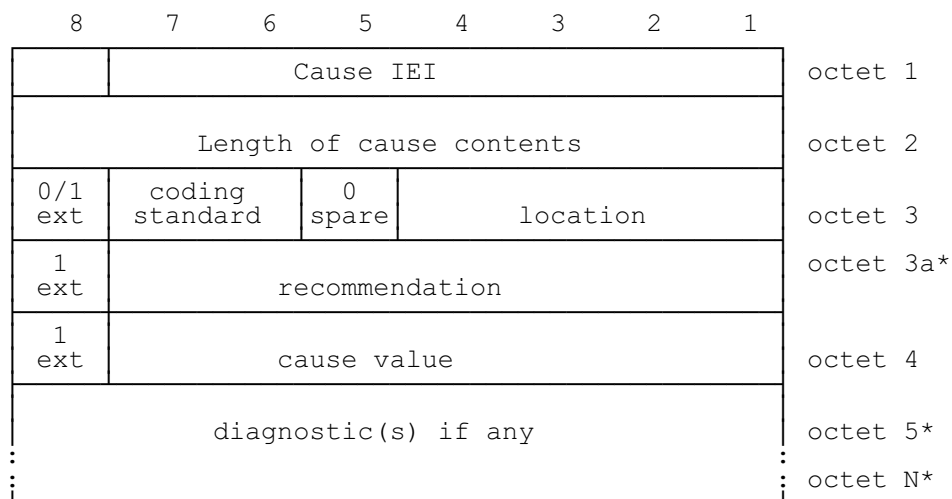 8 7 6 5 4 3 2 1
Cause IEI octet 1
Length of cause contents octet 2
0/1 coding 0
ext standard spare location octet 3
1 octet 3a*
ext recommendation
1
ext cause value octet 4
diagnostic(s) if any octet 5*
octet N*